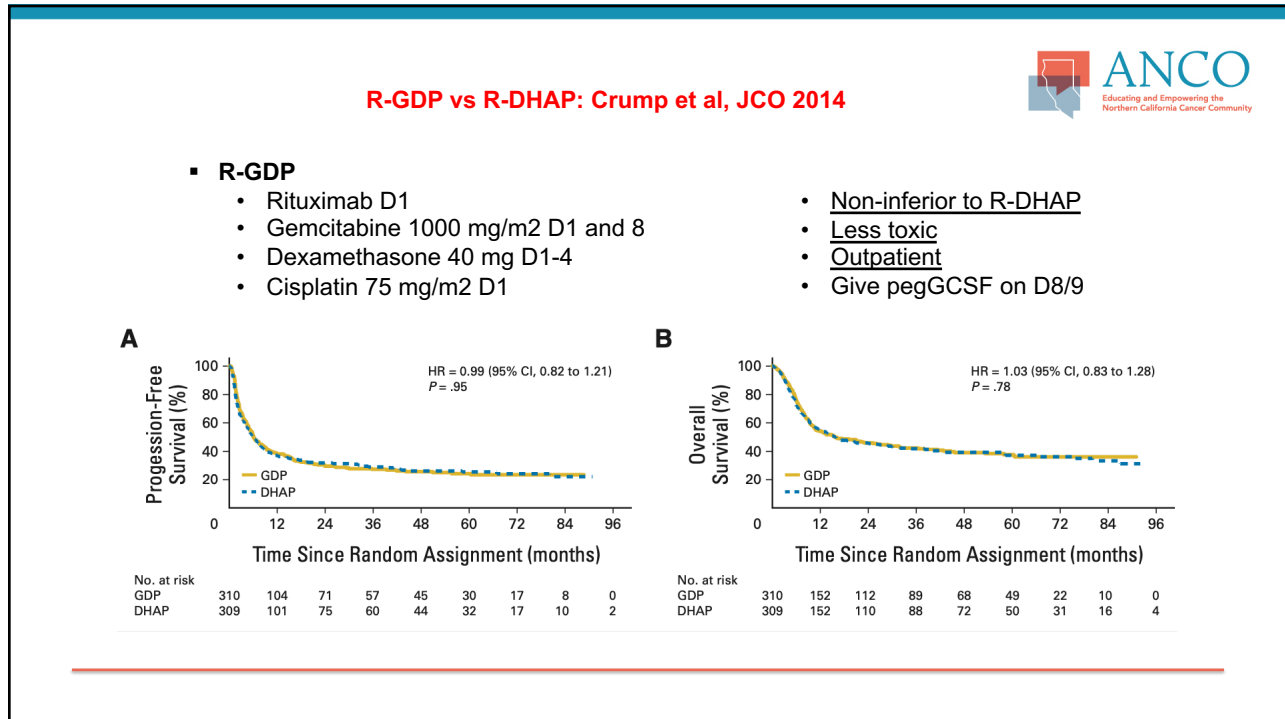 ANCO
Educating and Empowering the
Northern California Cancer Community
R-GDP vs R-DHAP: Crump et al, JCO 2014
▪ R-GDP
• Rituximab D1
• Gemcitabine 1000 mg/m2 D1 and 8
• Dexamethasone 40 mg D1-4
• Cisplatin 75 mg/m2 D1
• Non-inferior to R-DHAP
• Less toxic
• Outpatient
• Give pegGCSF on D8/9
A
Progession-Free
Survival (%)
100
80
60
40
20
HR = 0.99 (95% CI, 0.82 to 1.21)
P = .95
GDP
DHAP
0 12 24 36 48 60 72 84 96
Time Since Random Assignment (months)
No. at risk
GDP 310 104 71 57 45 30 17 8 0
DHAP 309 101 75 60 44 32 17 10 2
B
Overall
Survival (%)
100
80
60
40
20
HR = 1.03 (95% CI, 0.83 to 1.28)
P = .78
GDP
DHAP
0 12 24 36 48 60 72 84 96
Time Since Random Assignment (months)
No. at risk
GDP 310 152 112 89 68 49 22 10 0
DHAP 309 152 110 88 72 50 31 16 4